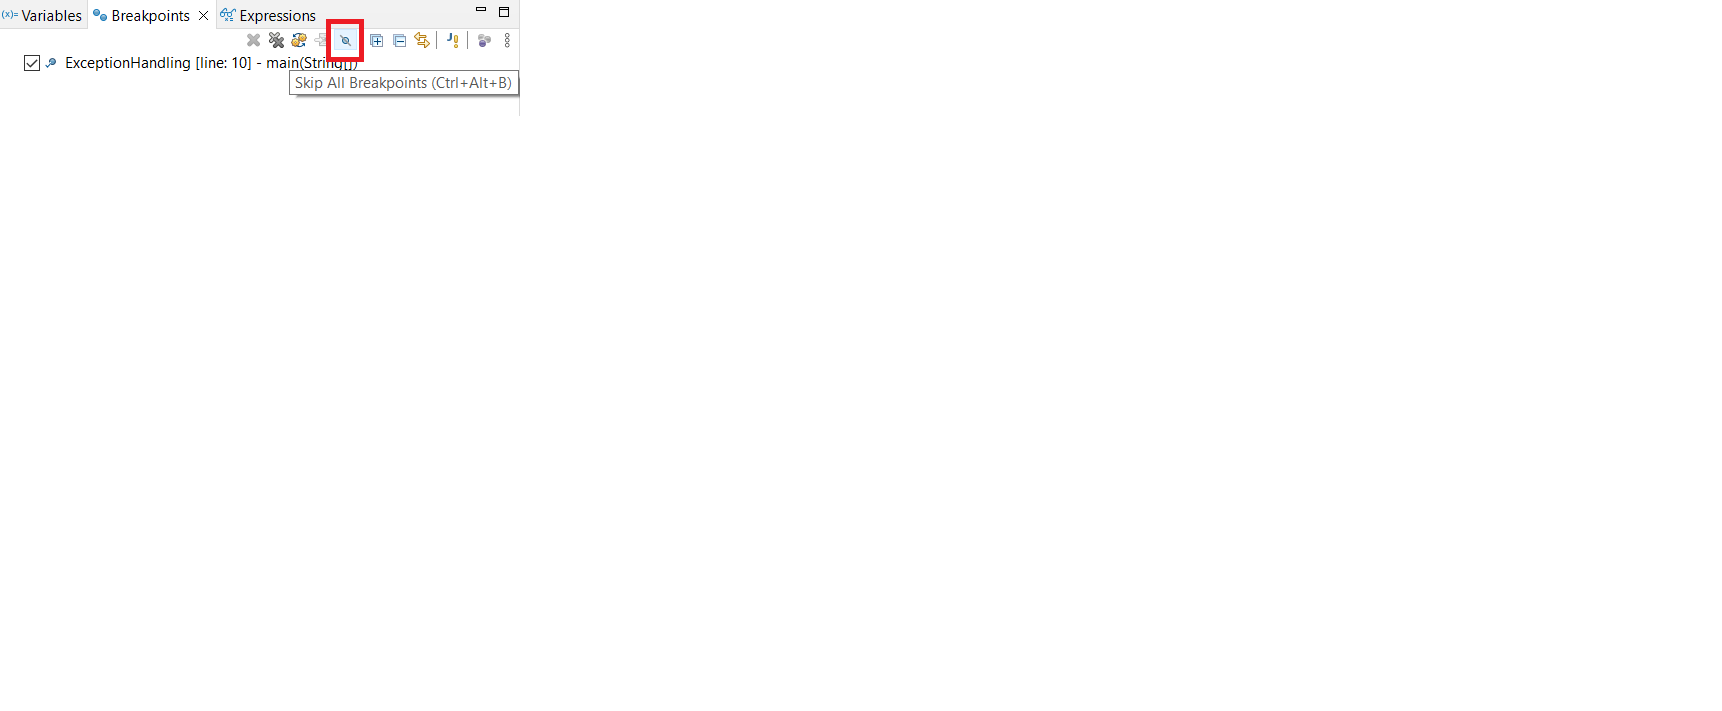 (x)= Variables Breakpoints Expressions
ExceptionHandling [line: 10] - main(String[])
Skip All Breakpoints (Ctrl+Alt+B)